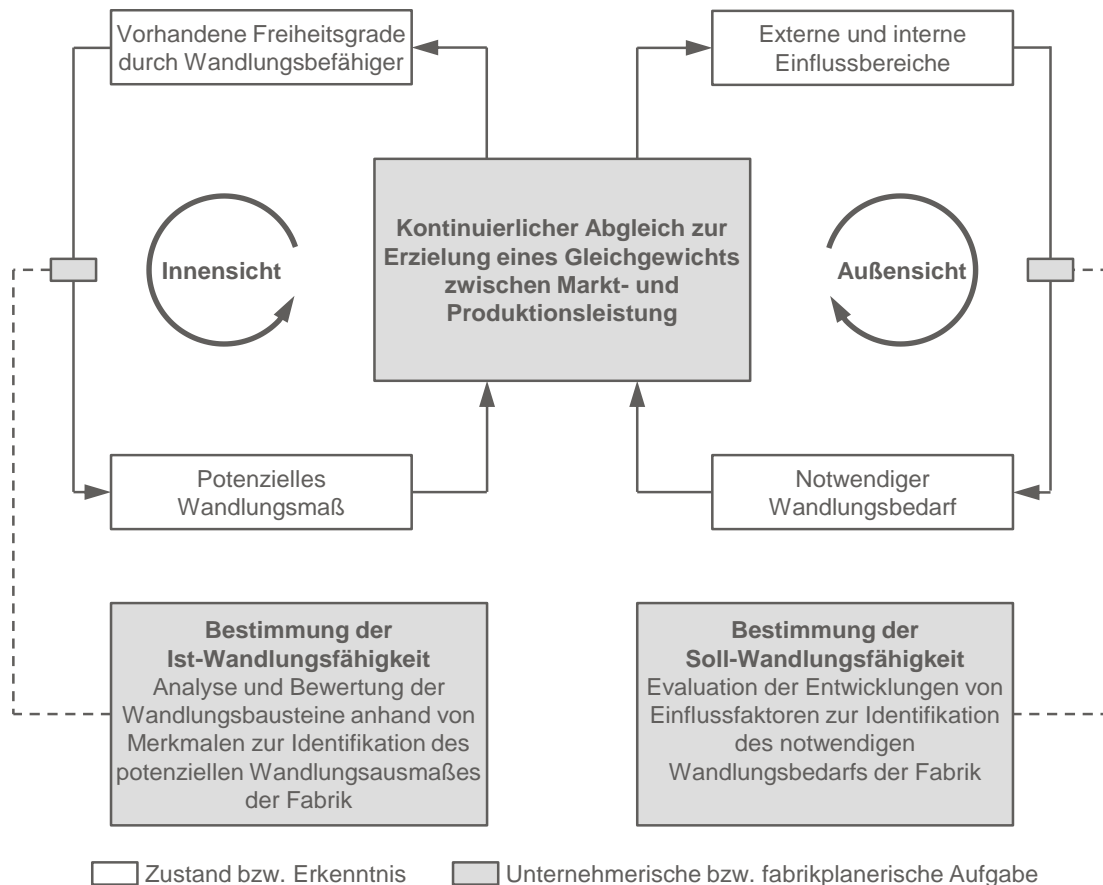 Vorhandene Freiheitsgrade
durch Wandlungsbefähiger
Externe und interne
Einflussbereiche
Kontinuierlicher Abgleich zur
Erzielung eines Gleichgewichts
zwischen Markt- und
Produktionsleistung
Innensicht
Außensicht
Potenzielles
Wandlungsmaß
Notwendiger
Wandlungsbedarf
Bestimmung der
Ist-Wandlungsfähigkeit
Analyse und Bewertung der
Wandlungsbausteine anhand von
Merkmalen zur Identifikation des
potenziellen Wandlungsausmaßes
der Fabrik
Bestimmung der
Soll-Wandlungsfähigkeit
Evaluation der Entwicklungen von
Einflussfaktoren zur Identifikation
des notwendigen
Wandlungsbedarfs der Fabrik
Zustand bzw. Erkenntnis
Unternehmerische bzw. fabrikplanerische Aufgabe